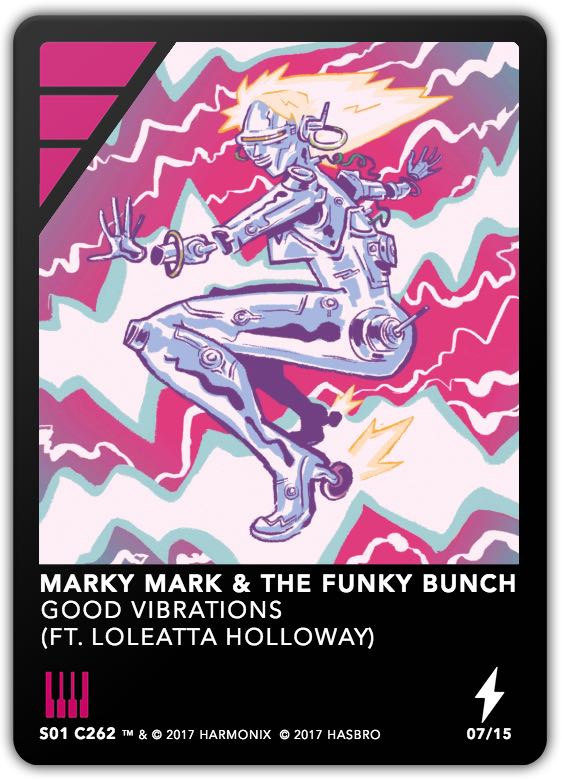 MARKY MARK & THE FUNKY BUNCH
GOOD VIBRATIONS
(FT. LOLEATTA HOLLOWAY)
S01 C262 ™ & © 2017 HARMONIX © 2017 HASBRO 07/15